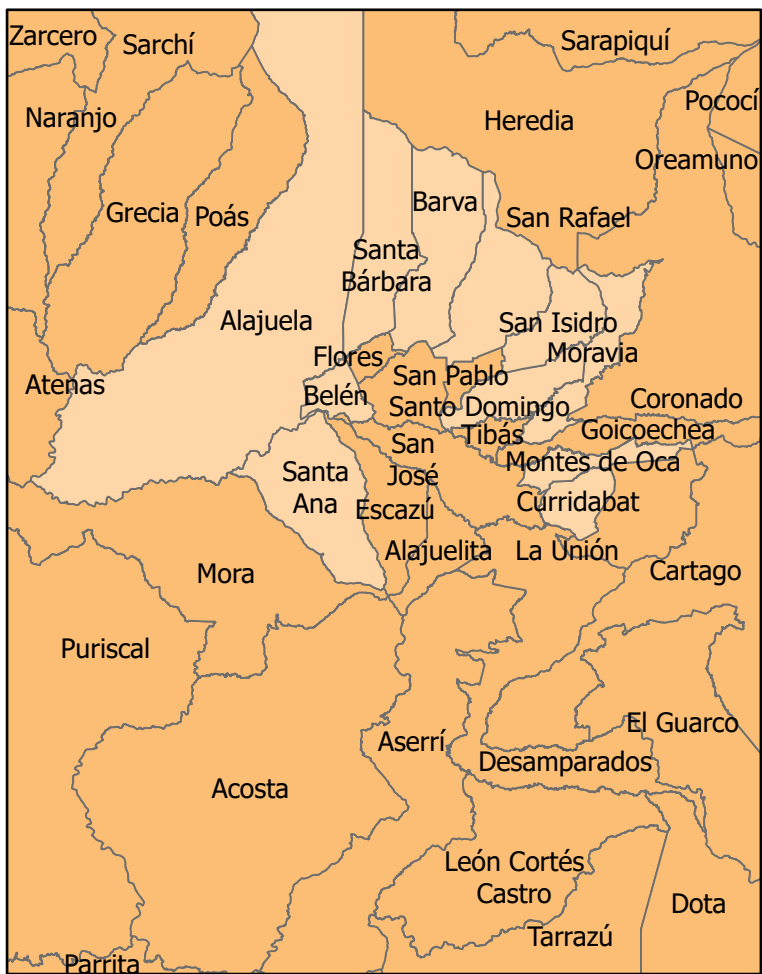 Zarcero
Sarchí
Sarapiquí
Pococí
Naranjo
Heredia
Oreamuno
Grecia
Poás
Barva
San Rafael
Santa
Bárbara
Alajuela
San Isidro
Moravia
Flores
San Pablo
Atenas
Belén
Santo Domingo
Coronado
Tibás
Goicoechea
San
José
Montes de Oca
Santa
Ana
Escazú
Curridabat
Alajuelita
La Unión
Mora
Cartago
Puriscal
El Guarco
Aserrí
Desamparados
Acosta
León Cortés
Castro
Dota
Tarrazú
Parrita